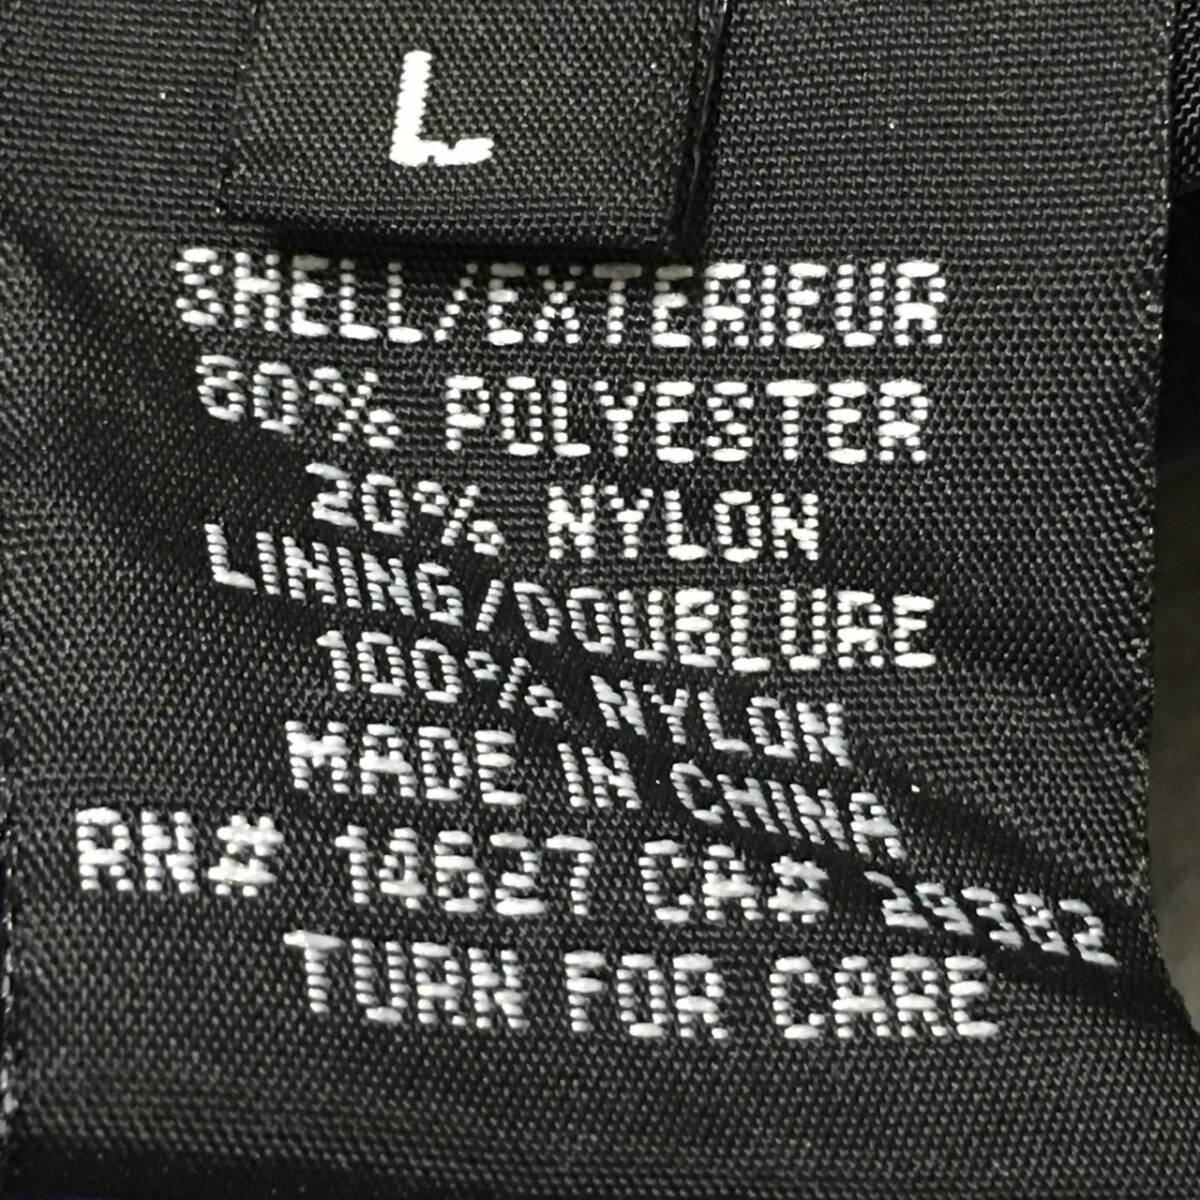 L
SHELL/EXTERIEUR
80% POLYESTER
20% NYLON
LINING/DOUBLURE
100% NYLON
MADE IN CHINA
RN# 14627 CA# 29392
TURN FOR CARE